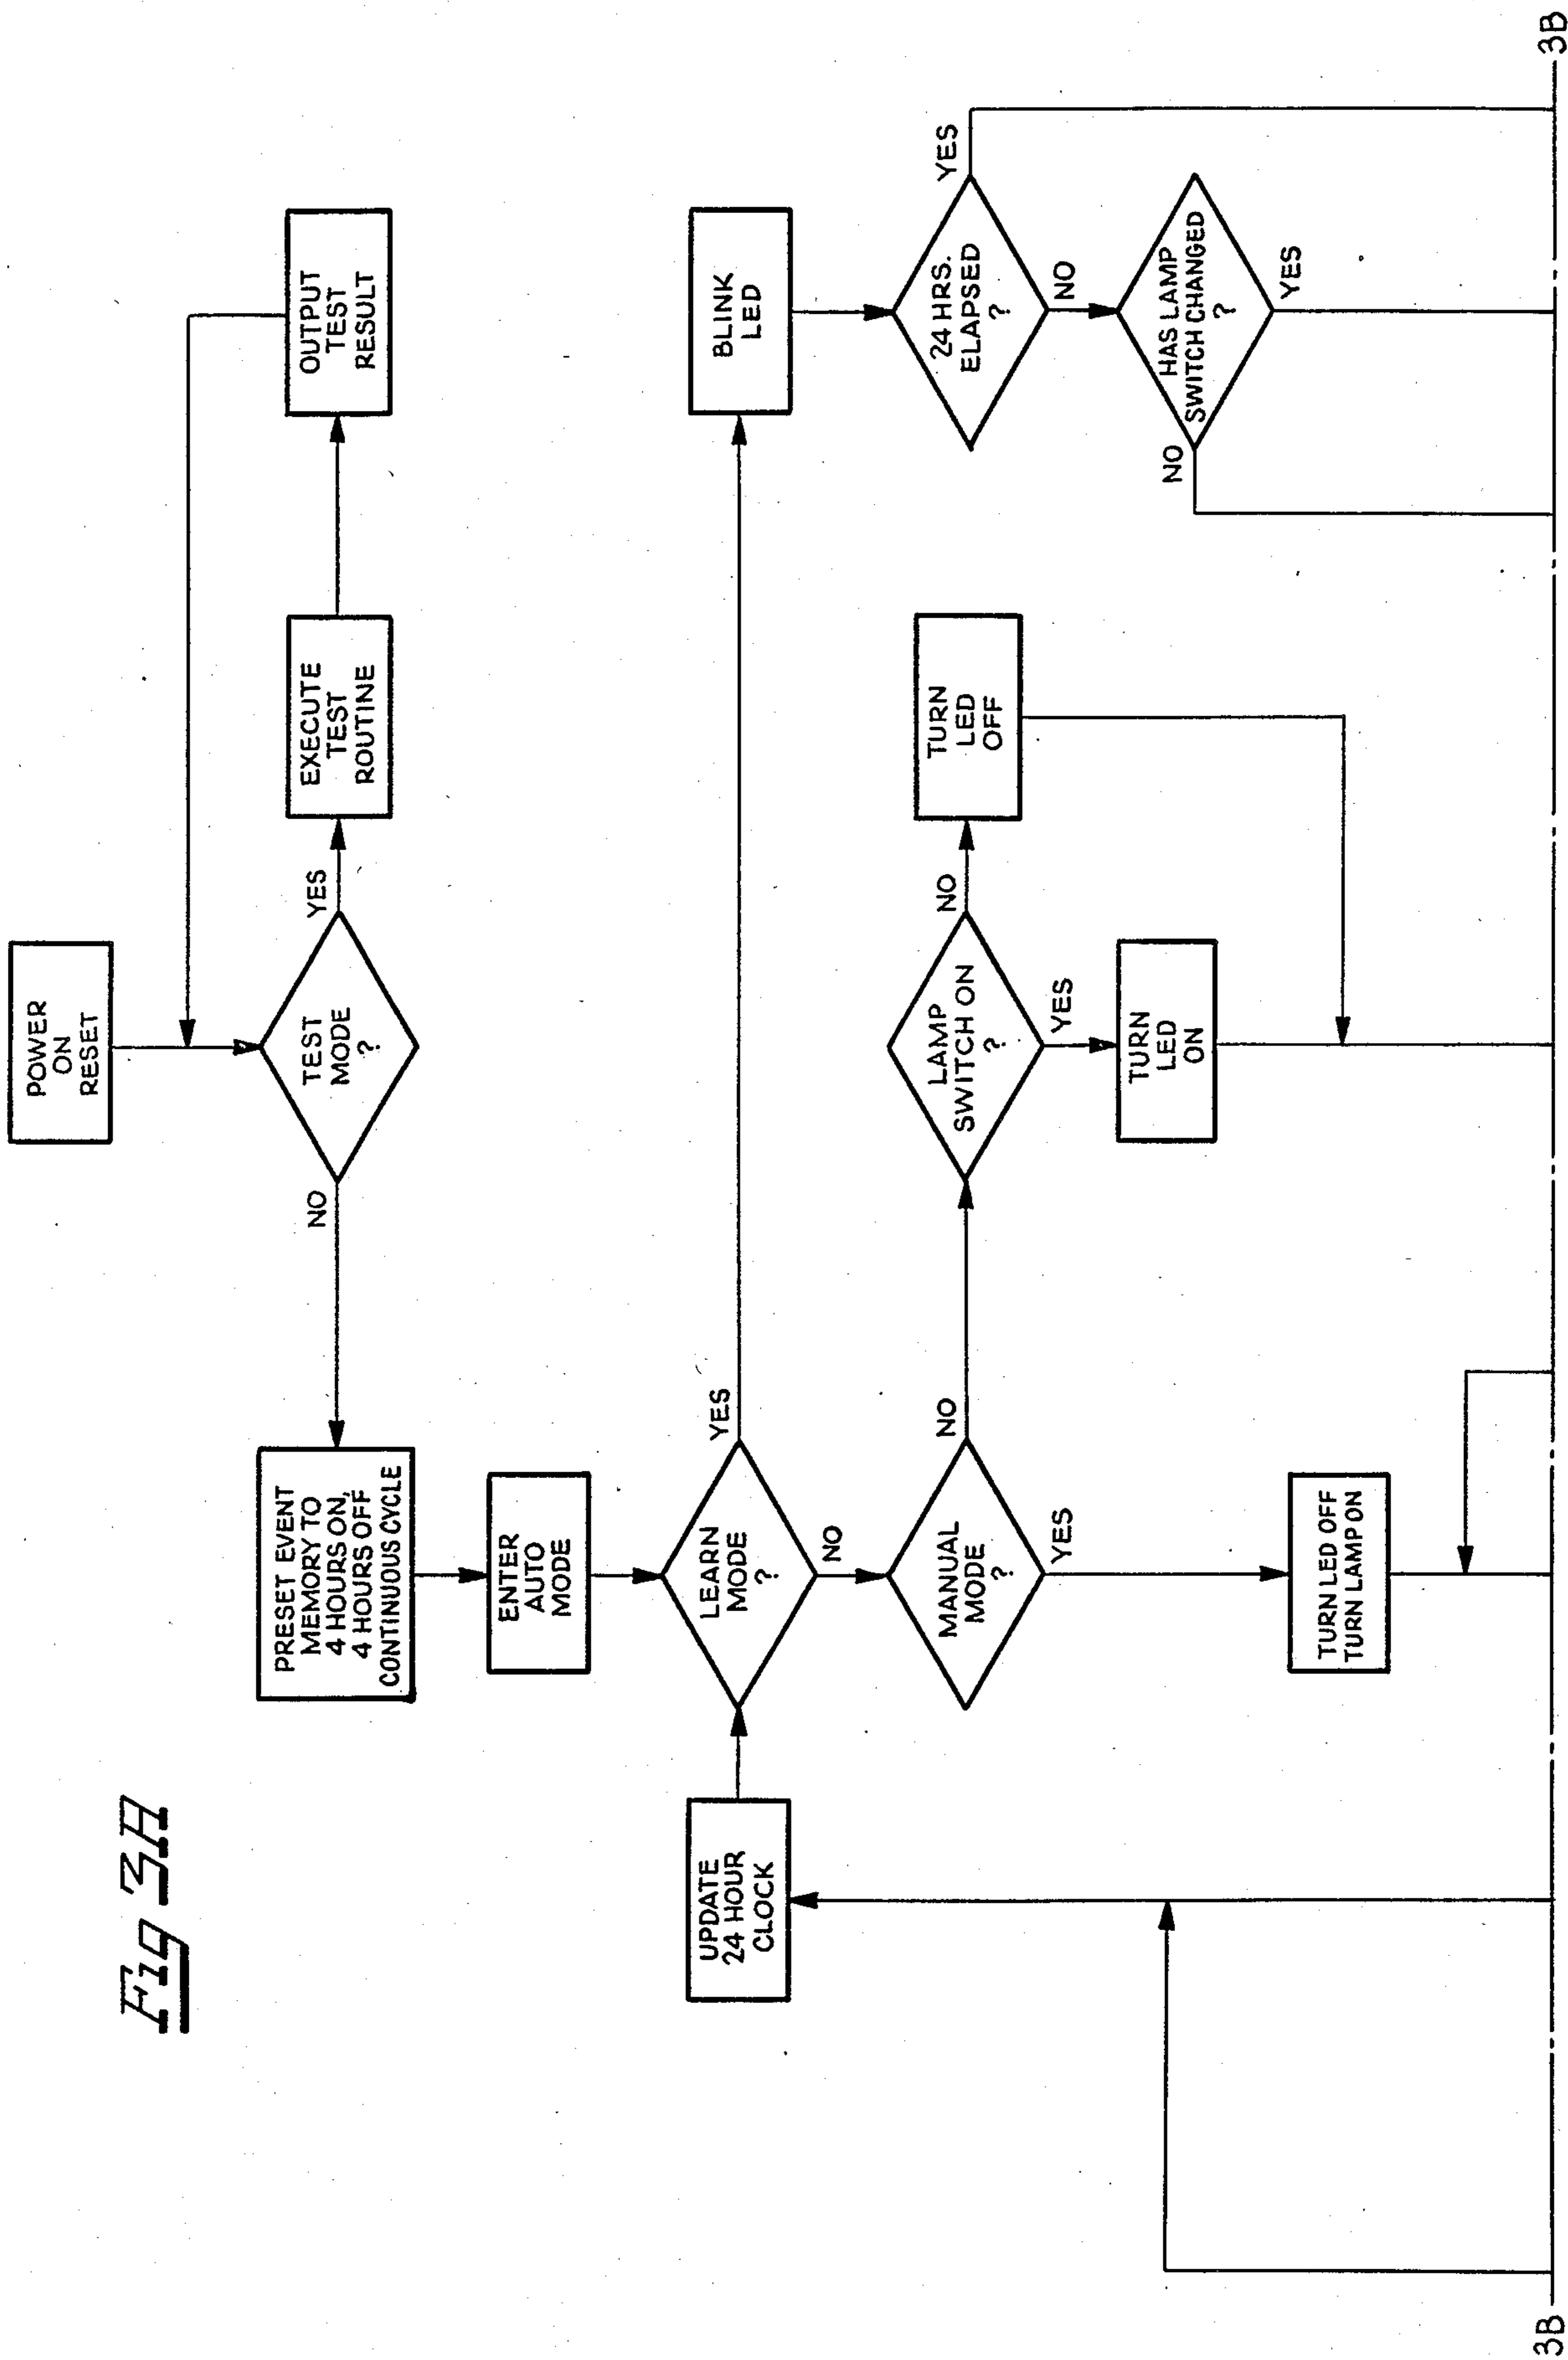 Fig 3A
POWER
ON
RESET
TEST
MODE
?
YES
NO
EXECUTE
TEST
ROUTINE
OUTPUT
TEST
RESULT
PRESET EVENT
MEMORY TO
4 HOURS ON,
4 HOURS OFF
CONTINUOUS CYCLE
ENTER
AUTO
MODE
UPDATE
24 HOUR
CLOCK
LEARN
MODE
?
YES
NO
BLINK
LED
MANUAL
MODE
?
NO
YES
LAMP
SWITCH ON
?
NO
YES
TURN
LED
OFF
TURN
LED
ON
24 HRS.
ELAPSED
?
YES
NO
HAS LAMP
SWITCH CHANGED
?
NO
YES
TURN LED OFF
TURN LAMP ON
3B
3B